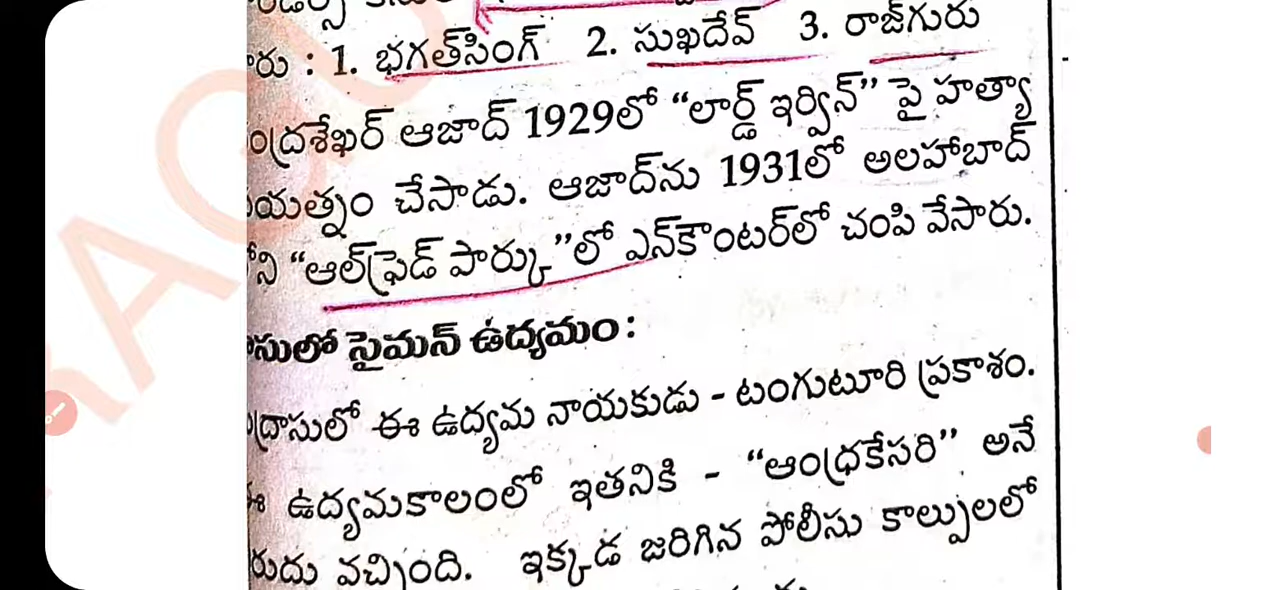 రు : 1. భగత్‌సింగ్ 2. సుఖదేవ్ 3. రాజ్‌గురు
ంద్రశేఖర్ ఆజాద్ 1929లో “లార్డ్ ఇర్విన్” పై హత్యా
యత్నం చేసాడు. ఆజాద్‌ను 1931లో అలహాబాద్
ని “ఆల్‌ఫ్రెడ్ పార్కు”లో ఎన్‌కౌంటర్‌లో చంపి వేసారు.
సులో సైమన్ ఉద్యమం:
ద్రాసులో ఈ ఉద్యమ నాయకుడు - టంగుటూరి ప్రకాశం.
ఈ ఉద్యమకాలంలో ఇతనికి - “ఆంధ్రకేసరి” అనే
రుదు వచ్చింది. ఇక్కడ జరిగిన పోలీసు కాల్పులలో